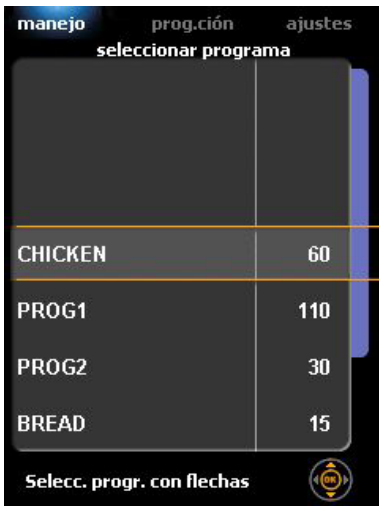 manejo prog.ción ajustes
seleccionar programa
CHICKEN 60
PROG1 110
PROG2 30
BREAD 15
Selecc. progr. con flechas OK